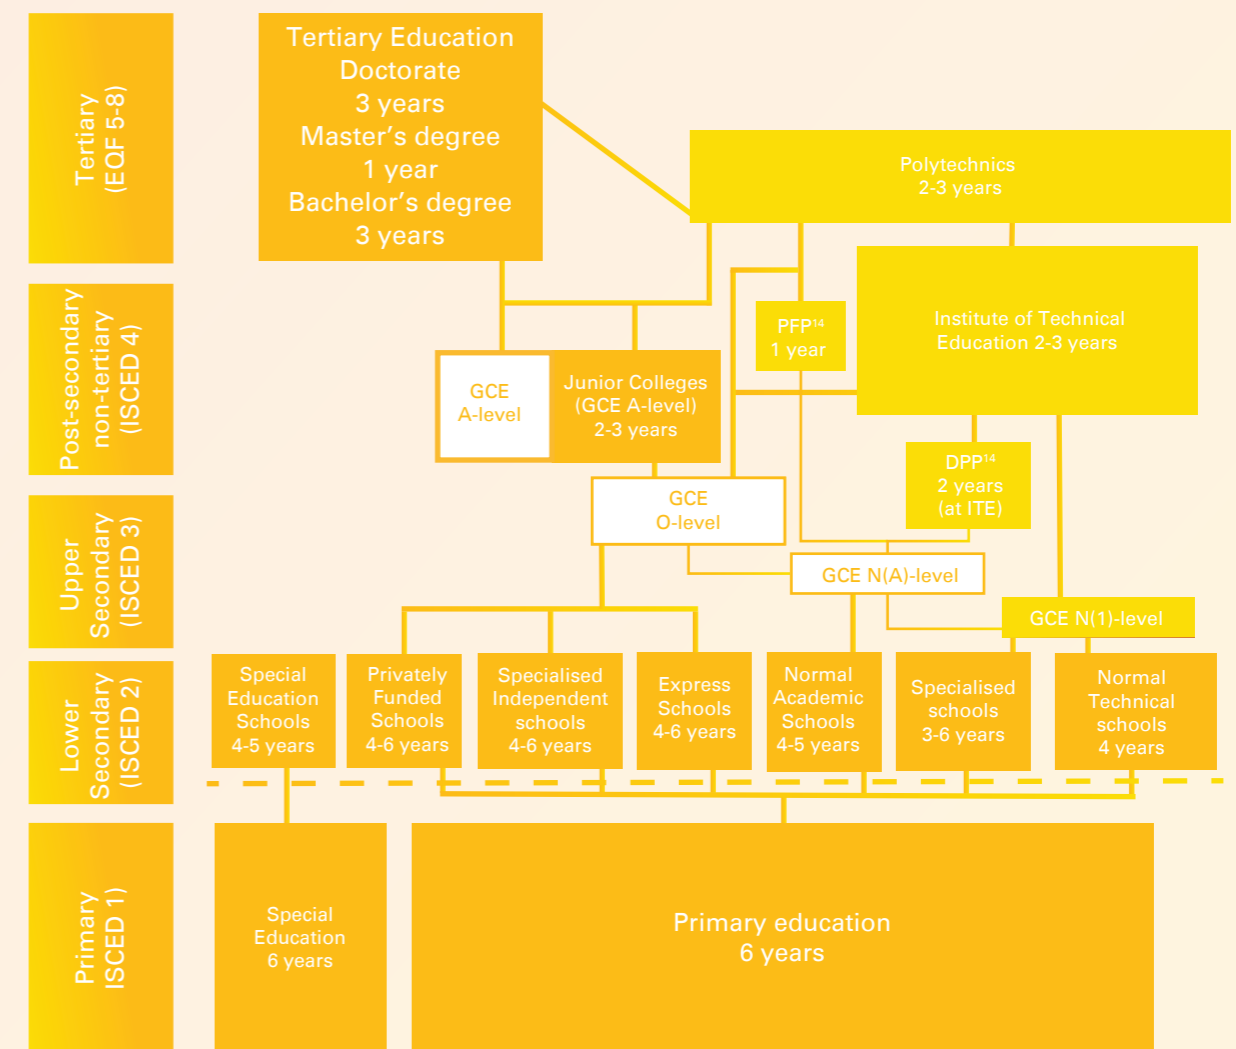 Tertiary
(EQF 5-8)
Tertiary Education
Doctorate
3 years
Master's degree
1 year
Bachelor's degree
3 years
Polytechnics
2-3 years
Post-secondary
non-tertiary
(ISCED 4)
GCE
A-level
Junior Colleges
(GCE A-level)
2-3 years
PFP14
1 year
Institute of Technical
Education 2-3 years
DPP14
2 years
(at ITE)
Upper
Secondary
(ISCED 3)
GCE
O-level
GCE N(A)-level
GCE N(1)-level
Lower
Secondary
(ISCED 2)
Special
Education
Schools
4-5 years
Privately
Funded
Schools
4-6 years
Specialised
Independent
schools
4-6 years
Express
Schools
4-6 years
Normal
Academic
Schools
4-5 years
Specialised
schools
3-6 years
Normal
Technical
schools
4 years
Primary
ISCED 1)
Special
Education
6 years
Primary education
6 years